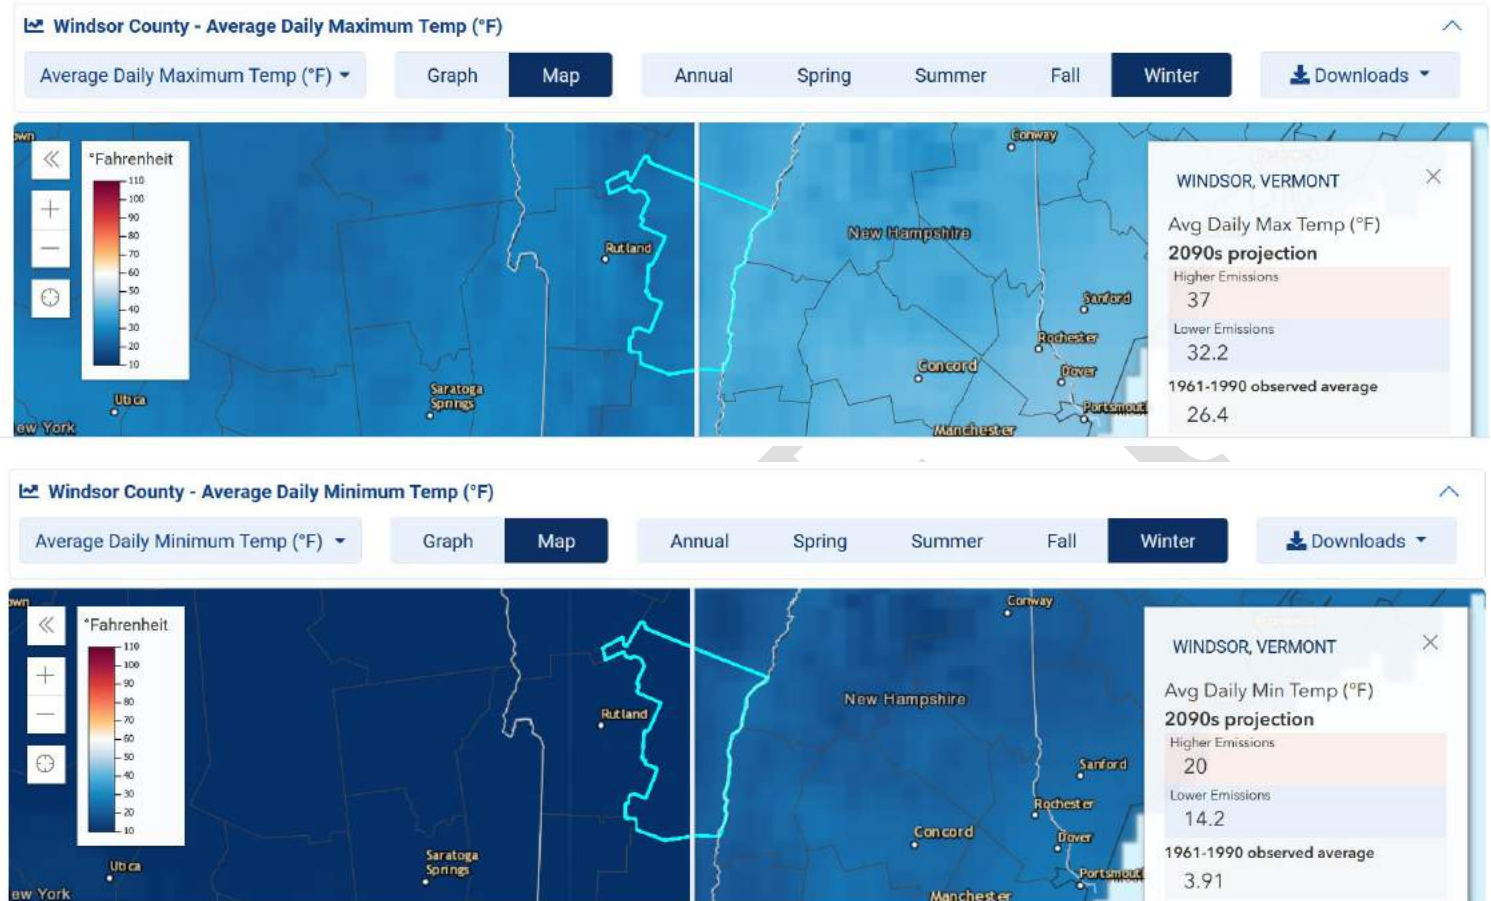 Windsor County - Average Daily Maximum Temp (°F)
Average Daily Maximum Temp (°F)
Graph
Map
Annual
Spring
Summer
Fall
Winter
Downloads
own
°Fahrenheit
110
100
90
80
70
60
50
40
30
20
10
Utica
ew York
Saratoga
Springs
Rutland
New Hampshire
Conway
Sanford
Rochester
Concord
Dover
Portsmout
Manchester
WINDSOR, VERMONT
Avg Daily Max Temp (°F)
2090s projection
Higher Emissions
37
Lower Emissions
32.2
1961-1990 observed average
26.4
Windsor County - Average Daily Minimum Temp (°F)
Average Daily Minimum Temp (°F)
Graph
Map
Annual
Spring
Summer
Fall
Winter
Downloads
own
°Fahrenheit
110
100
90
80
70
60
50
40
30
20
10
Utica
ew York
Saratoga
Springs
Rutland
New Hampshire
Conway
Sanford
Rochester
Concord
Dover
Portsmout
Manchester
WINDSOR, VERMONT
Avg Daily Min Temp (°F)
2090s projection
Higher Emissions
20
Lower Emissions
14.2
1961-1990 observed average
3.91